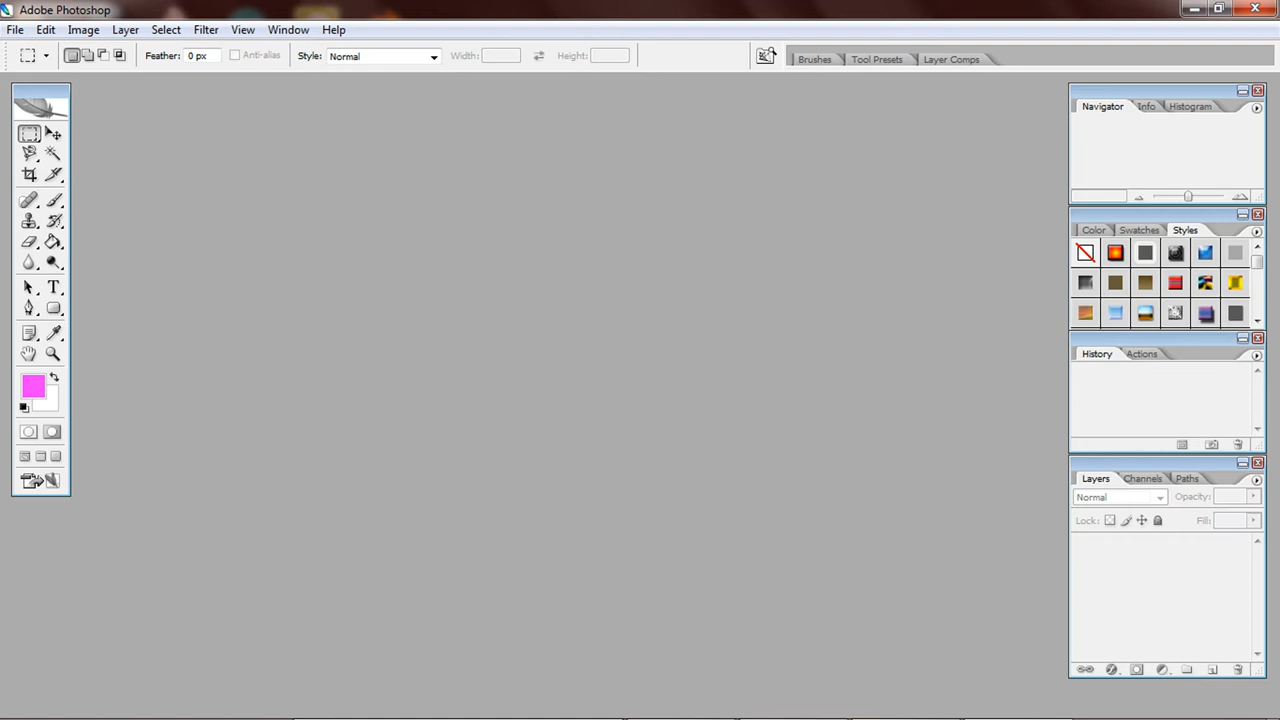 Adobe Photoshop
File Edit Image Layer Select Filter View Window Help
Feather: 0 px Anti-alias Style: Normal Width: Height: Brushes Tool Presets Layer Comps
Navigator Info Histogram
Color Swatches Styles
T
History Actions
Layers Channels Paths
Normal Opacity:
Lock: Fill: